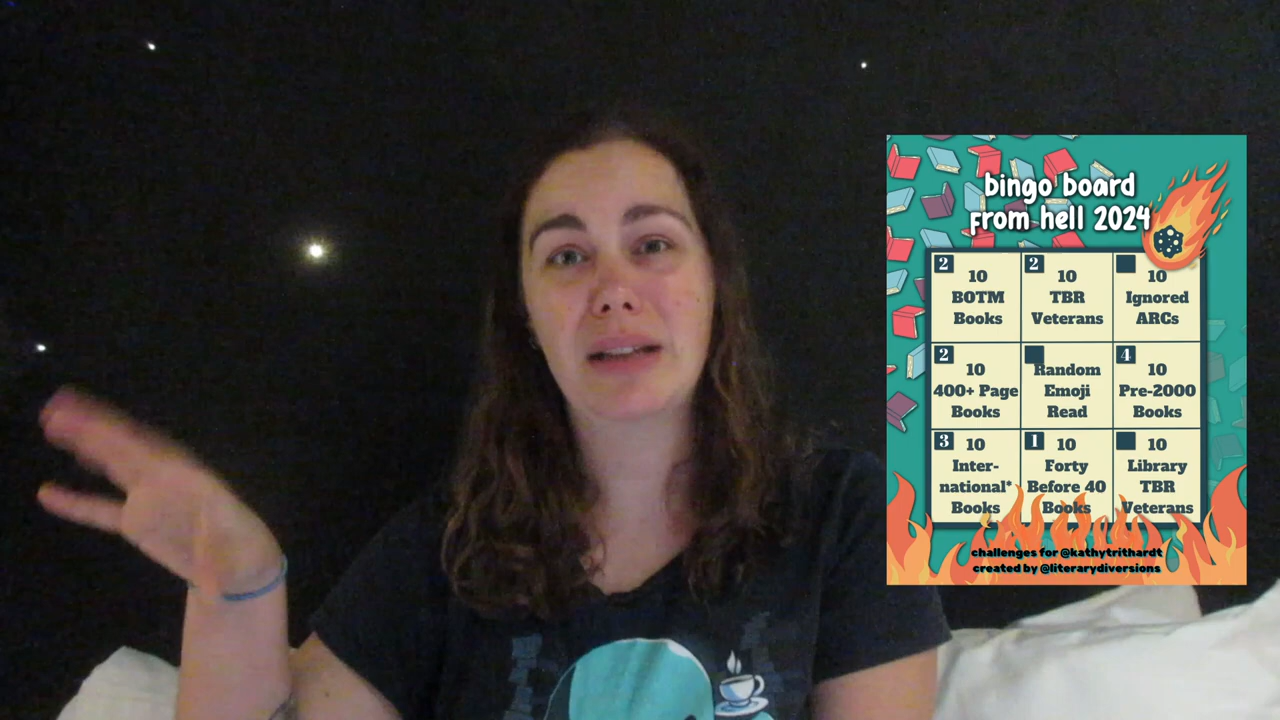 bingo board
from hell 2024
2 10
BOTM
Books
2 10
TBR
Veterans
10
Ignored
ARCs
2 10
400+ Page
Books
Random
Emoji
Read
4 10
Pre-2000
Books
3 10
Inter-
national*
Books
1 10
Forty
Before 40
Books
10
Library
TBR
Veterans
challenges for @kathytrithardt
created by @literarydiversions